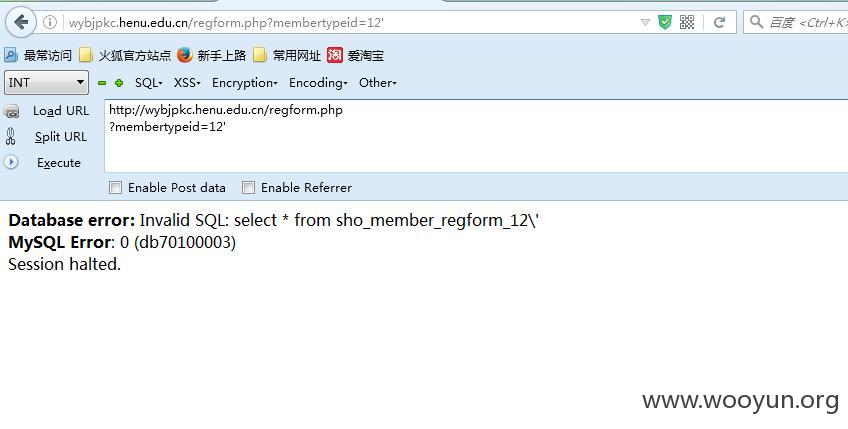 wybjpkc.henu.edu.cn/regform.php?membertypeid=12' 百度 <Ctrl+K>
最常访问 火狐官方站点 新手上路 常用网址 爱淘宝
INT SQL XSS Encryption Encoding Other
Load URL http://wybjpkc.henu.edu.cn/regform.php
Split URL ?membertypeid=12'
Execute
Enable Post data Enable Referrer
Database error: Invalid SQL: select * from sho_member_regform_12\'
MySQL Error: 0 (db70100003)
Session halted.
www.wooyun.org